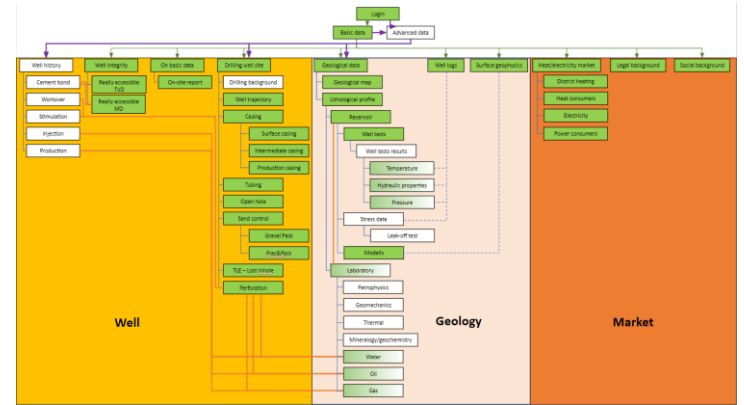 Login
Basic data
Advanced data
Well history
Well integrity
On basic data
Drilling well site
Geological data
Well logs
Surface geophysics
Heat/electricity market
Legal background
Social background
Cement bond
Really accessible
TVD
On-site report
Drilling background
Geological map
District heating
Workover
Really accessible
MD
Well trajectory
Lithological profile
Heat consumers
Stimulation
Casing
Reservoir
Electricity
Injection
Surface casing
Well tests
Power consumers
Production
Intermediate casing
Well tests results
Production casing
Temperature
Tubing
Hydraulic properties
Open hole
Pressure
Sand control
Stress data
Gravel Pack
Leak-off test
Frac&Pack
Modells
TLE – Lost inhole
Laboratory
Perforation
Petrophysics
Geomechanics
Thermal
Well
Geology
Market
Mineralogy/geochemistry
Water
Oil
Gas